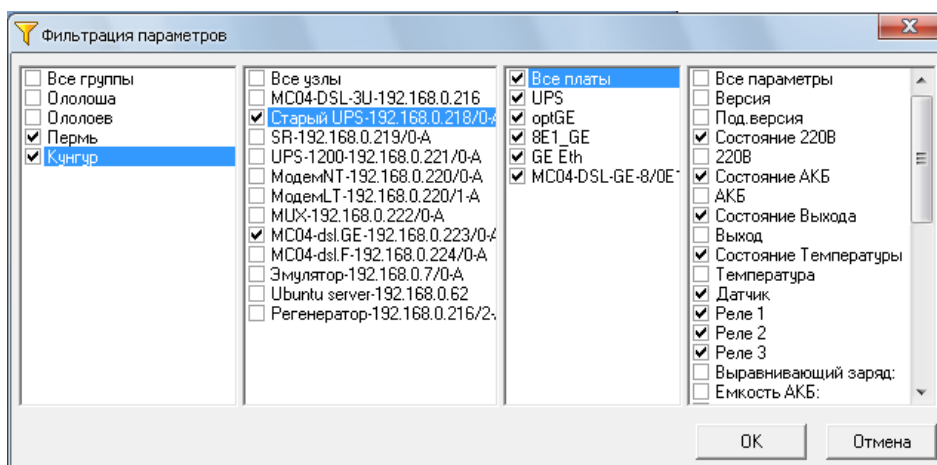 Фильтрация параметров
Все группы
Ололоша
Ололоев
Пермь
Кунгур
Все узлы
MC04-DSL-3U-192.168.0.216
Старый UPS-192.168.0.218/0-А
SR-192.168.0.219/0-А
UPS-1200-192.168.0.221/0-А
МодемNT-192.168.0.220/0-А
МодемLT-192.168.0.220/1-А
MUX-192.168.0.222/0-А
MC04-dsl.GE-192.168.0.223/0-А
MC04-dsl.F-192.168.0.224/0-А
Эмулятор-192.168.0.7/0-А
Ubuntu server-192.168.0.62
Регенератор-192.168.0.216/2-
Все платы
UPS
optGE
8E1_GE
GE Eth
MC04-DSL-GE-8/0E1
Все параметры
Версия
Под.версия
Состояние 220В
220В
Состояние АКБ
АКБ
Состояние Выхода
Выход
Состояние Температуры
Температура
Датчик
Реле 1
Реле 2
Реле 3
Выравнивающий заряд:
Емкость АКБ:
OK
Отмена